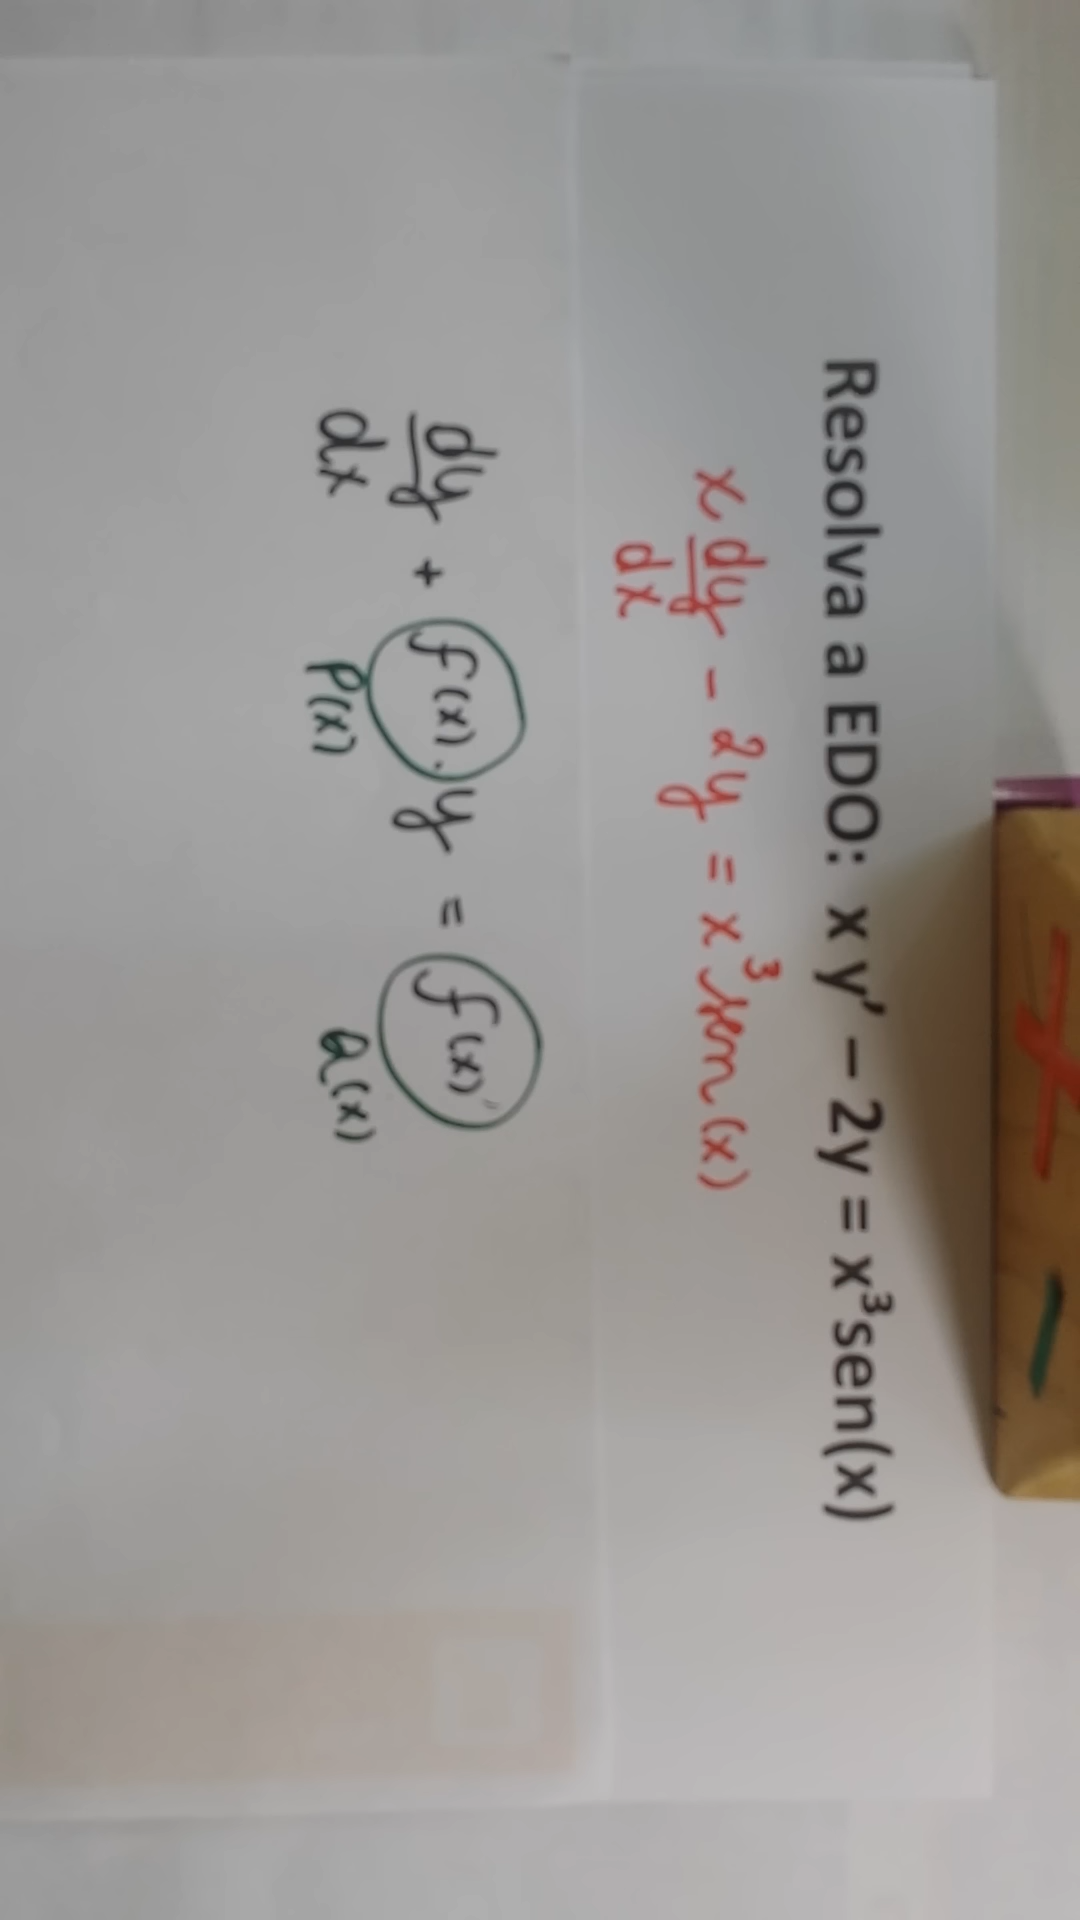 Resolva a EDO: x y' – 2y = x³sen(x)
x dy/dx - 2y = x³ sen(x)
dy/dx + f(x).y = f(x)
P(x) Q(x)